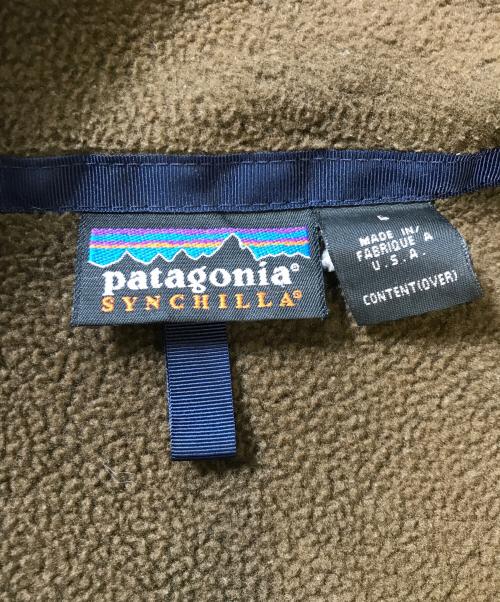 patagonia®
SYNCHILLA®
L
MADE IN/
FABRIQUE A
U.S.A.
CONTENT(OVER)